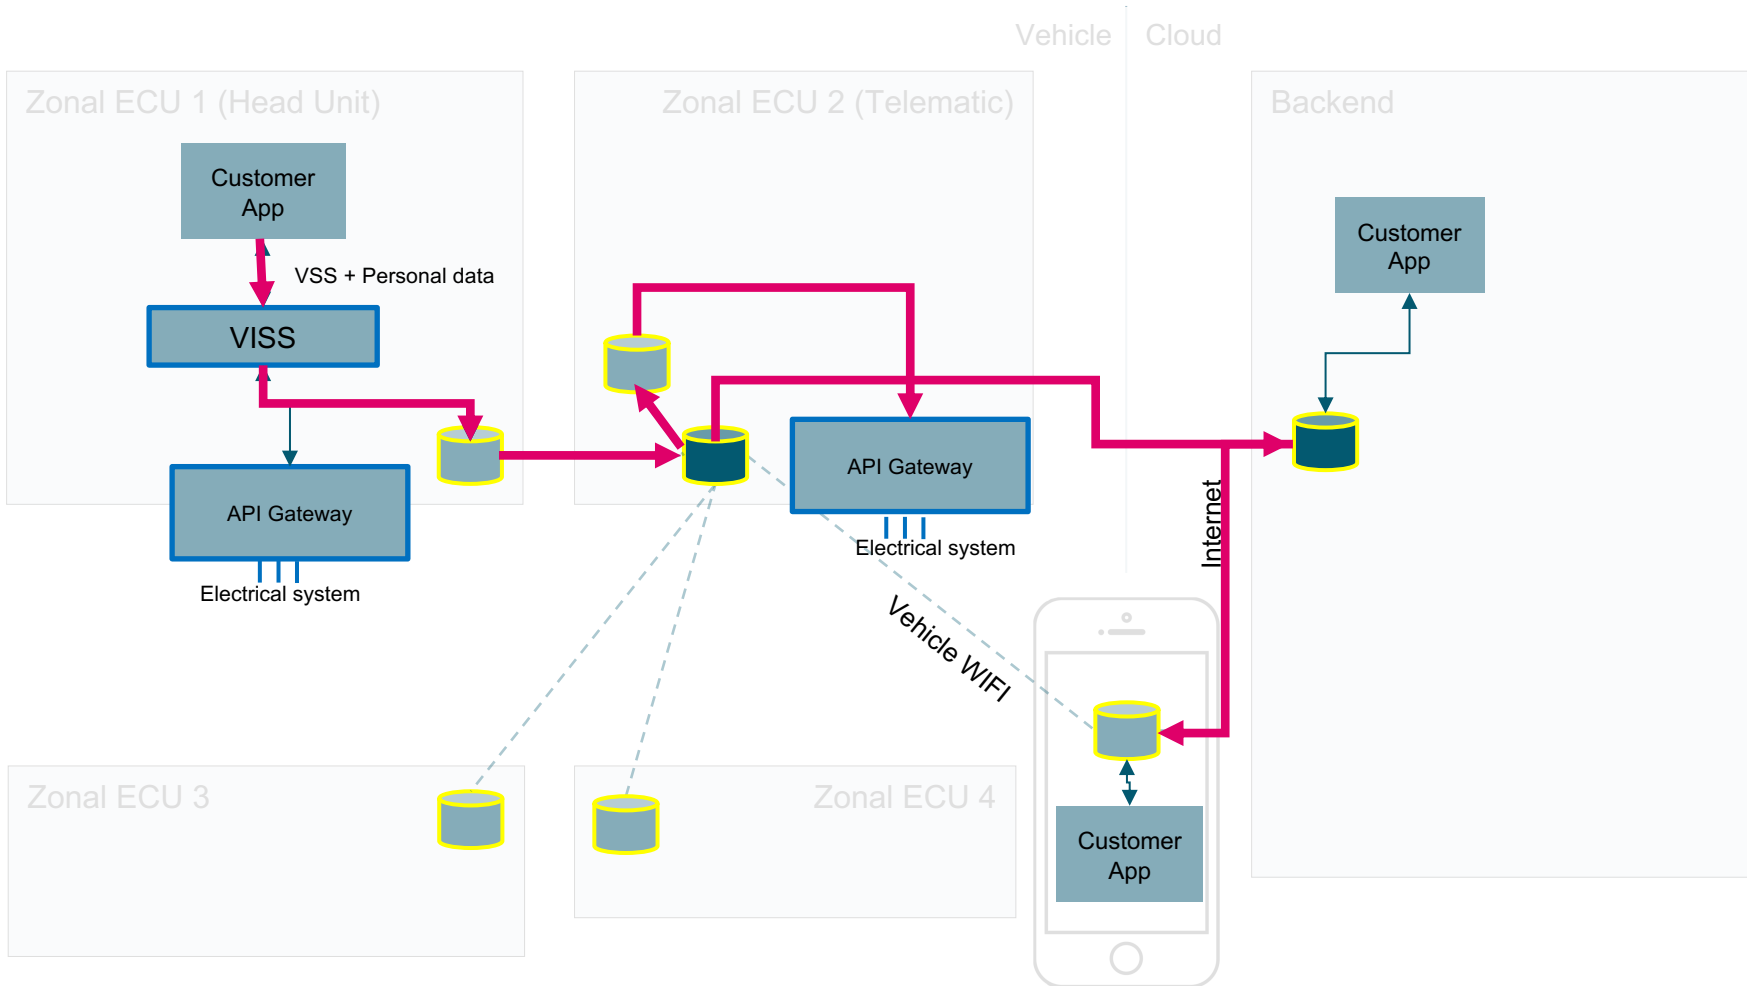 Vehicle
Cloud
Zonal ECU 1 (Head Unit)
Zonal ECU 2 (Telematic)
Backend
Customer
App
VSS + Personal data
VISS
API Gateway
Electrical system
API Gateway
Electrical system
Customer
App
Internet
Vehicle WIFI
Zonal ECU 3
Zonal ECU 4
Customer
App